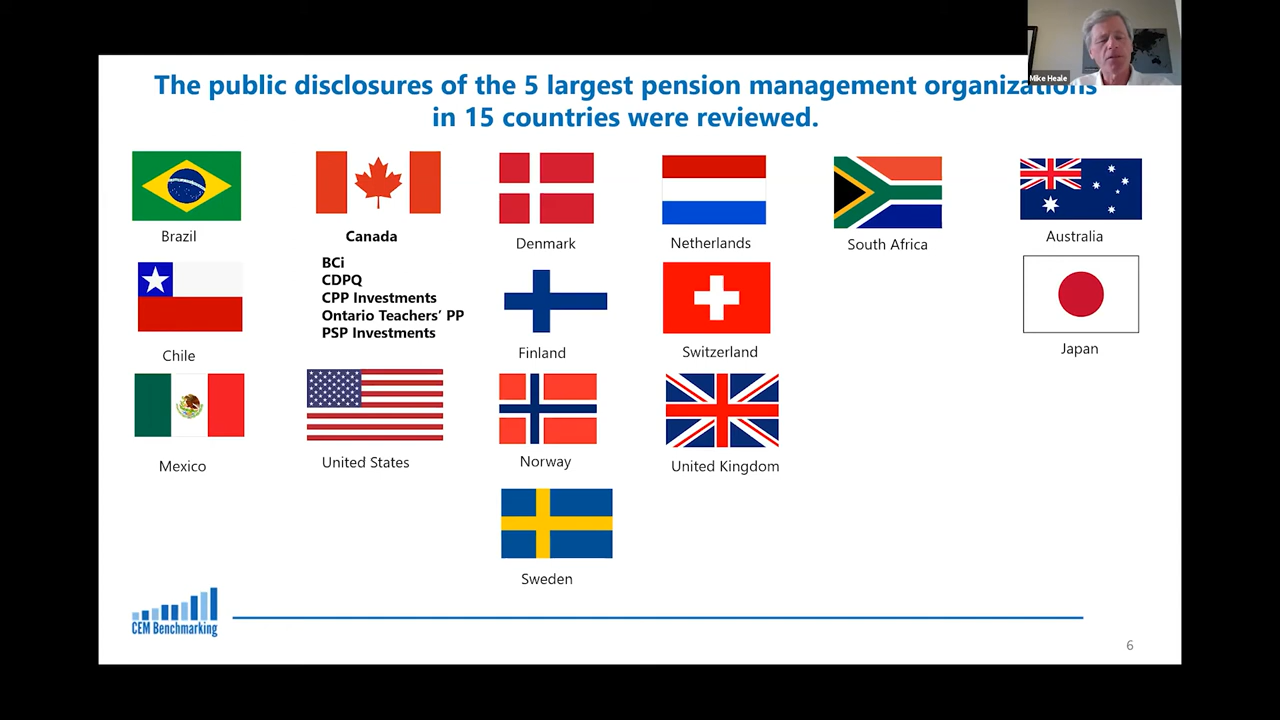 The public disclosures of the 5 largest pension management organizations
in 15 countries were reviewed.
Mike Heale
Brazil
Canada
Denmark
Netherlands
South Africa
Australia
BCi
CDPQ
CPP Investments
Ontario Teachers’ PP
PSP Investments
Chile
Finland
Switzerland
Japan
Mexico
United States
Norway
United Kingdom
Sweden
CEM Benchmarking
6